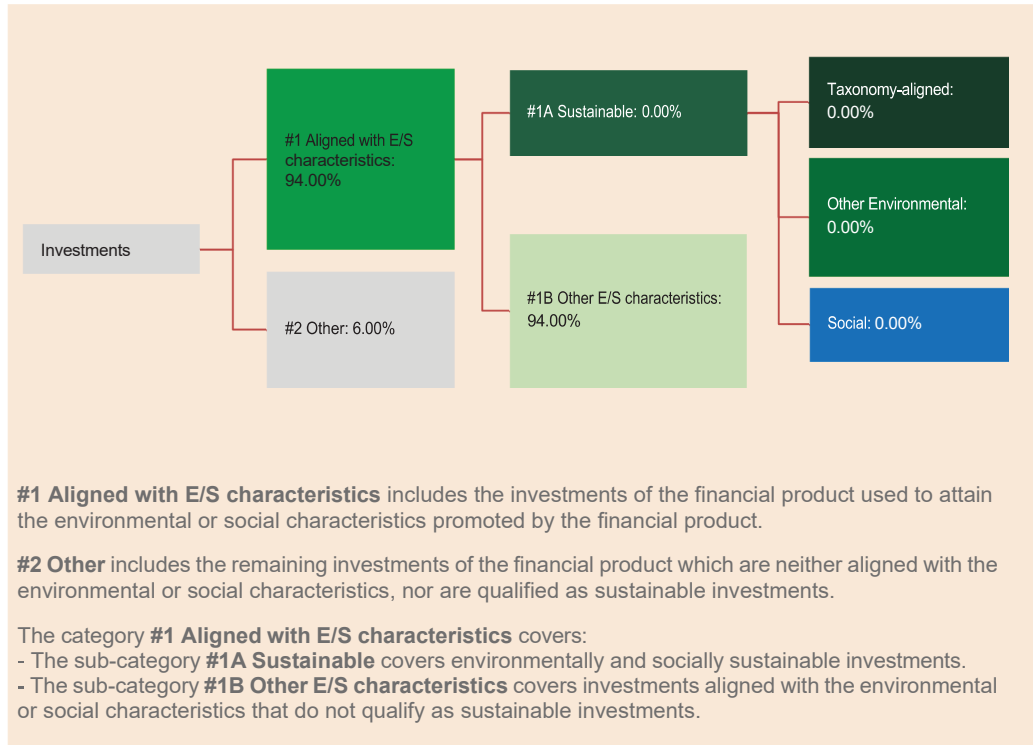 Investments
#1 Aligned with E/S
characteristics:
94.00%
#2 Other: 6.00%
#1A Sustainable: 0.00%
#1B Other E/S characteristics:
94.00%
Taxonomy-aligned:
0.00%
Other Environmental:
0.00%
Social: 0.00%
#1 Aligned with E/S characteristics includes the investments of the financial product used to attain
the environmental or social characteristics promoted by the financial product.
#2 Other includes the remaining investments of the financial product which are neither aligned with the
environmental or social characteristics, nor are qualified as sustainable investments.
The category #1 Aligned with E/S characteristics covers:
- The sub-category #1A Sustainable covers environmentally and socially sustainable investments.
- The sub-category #1B Other E/S characteristics covers investments aligned with the environmental
or social characteristics that do not qualify as sustainable investments.